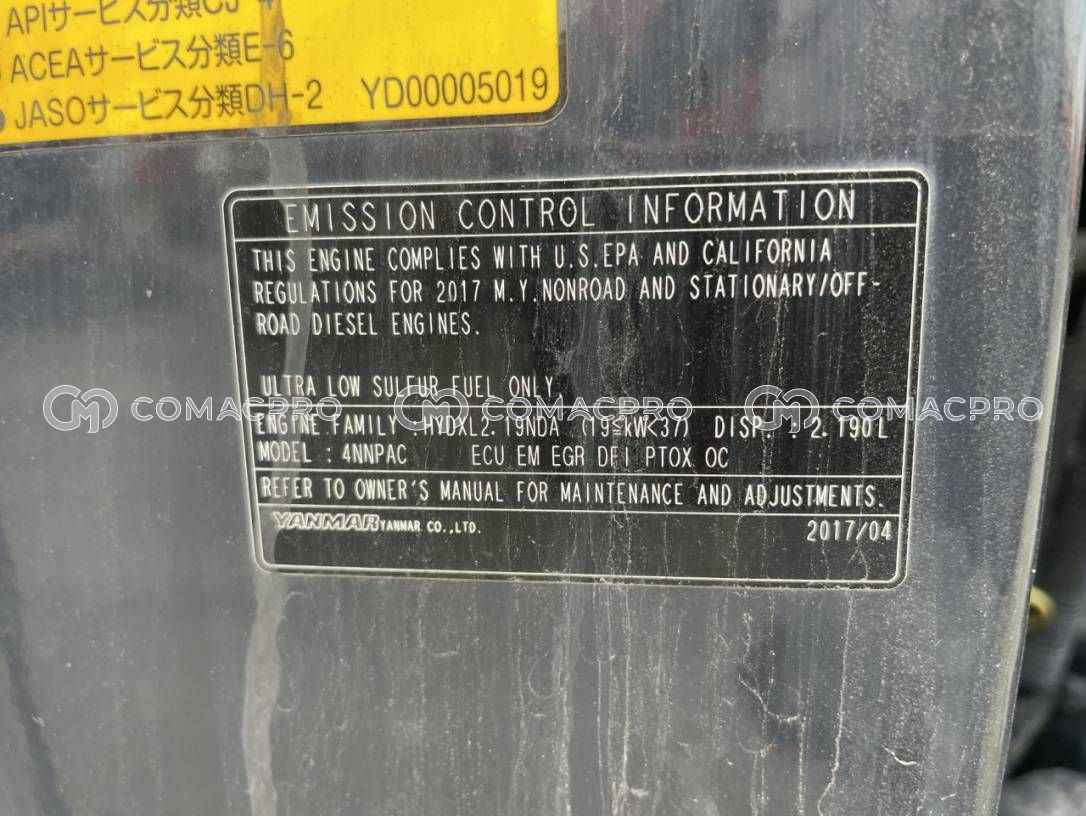 APIサービス分類CJ-4
ACEAサービス分類E-6
JASOサービス分類DH-2 YD00005019
EMISSION CONTROL INFORMATION
THIS ENGINE COMPLIES WITH U.S.EPA AND CALIFORNIA
REGULATIONS FOR 2017 M.Y.NONROAD AND STATIONARY/OFF-
ROAD DIESEL ENGINES.
ULTRA LOW SULFUR FUEL ONLY
COMACPRO COMACPRO COMACPRO
ENGINE FAMILY :HYDXL2.19NDA (19≦kW<37) DISP. : 2.190L
MODEL : 4NNPAC ECU EM EGR DFI PTOX OC
REFER TO OWNER'S MANUAL FOR MAINTENANCE AND ADJUSTMENTS.
YANMAR YANMAR CO.,LTD. 2017/04